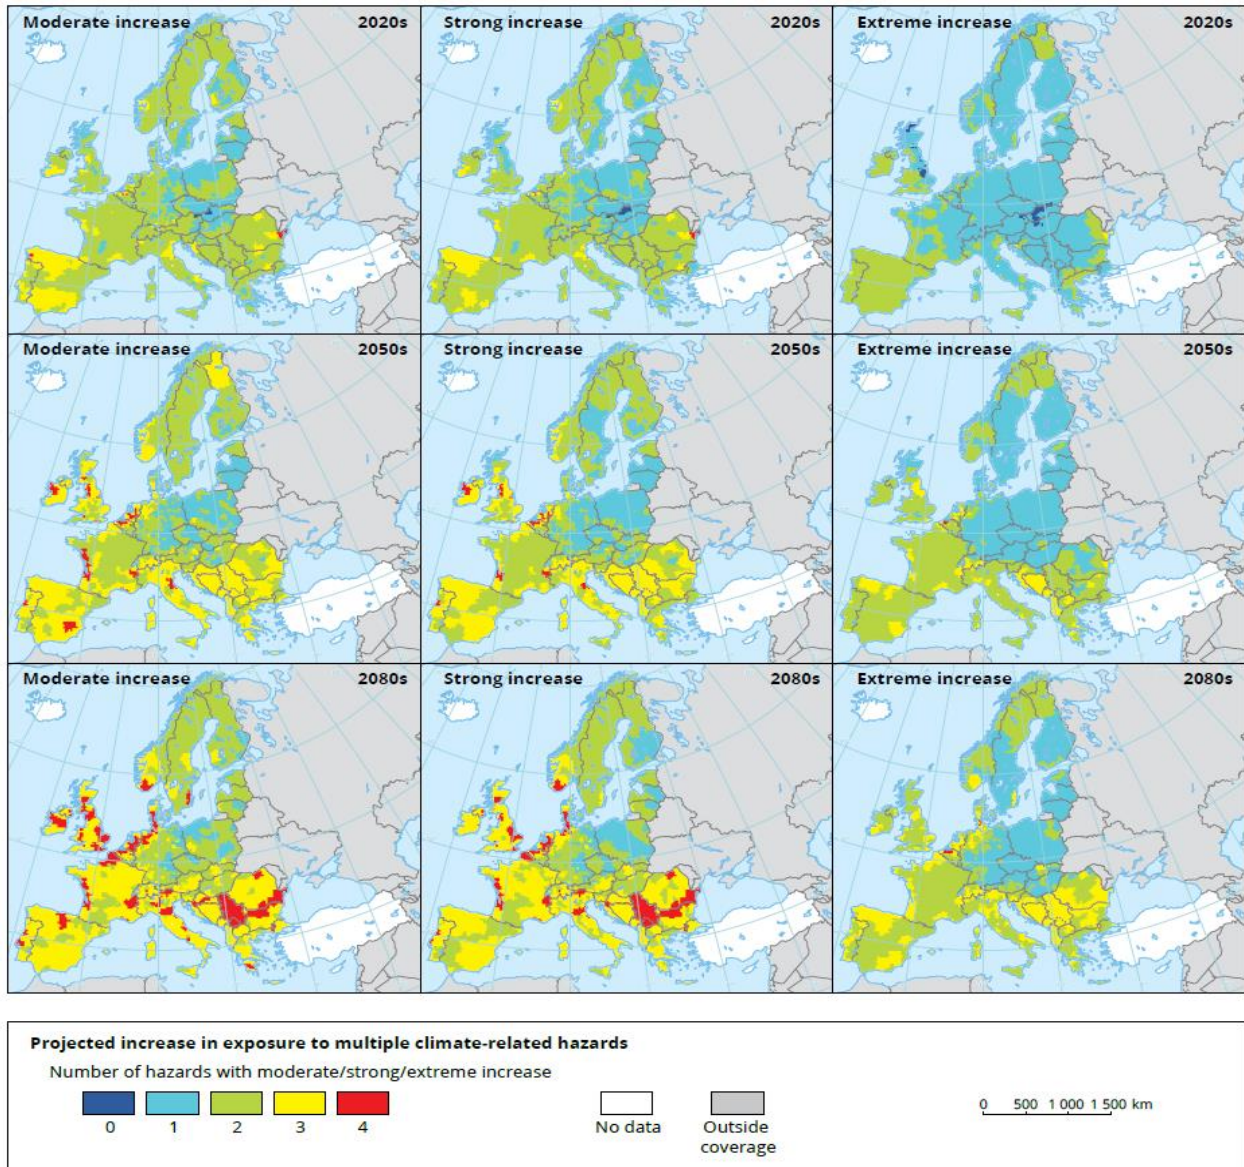 Moderate increase 2020s
Strong increase 2020s
Extreme increase 2020s
Moderate increase 2050s
Strong increase 2050s
Extreme increase 2050s
Moderate increase 2080s
Strong increase 2080s
Extreme increase 2080s
Projected increase in exposure to multiple climate-related hazards
Number of hazards with moderate/strong/extreme increase
0 1 2 3 4
No data
Outside
coverage
0 500 1 000 1 500 km